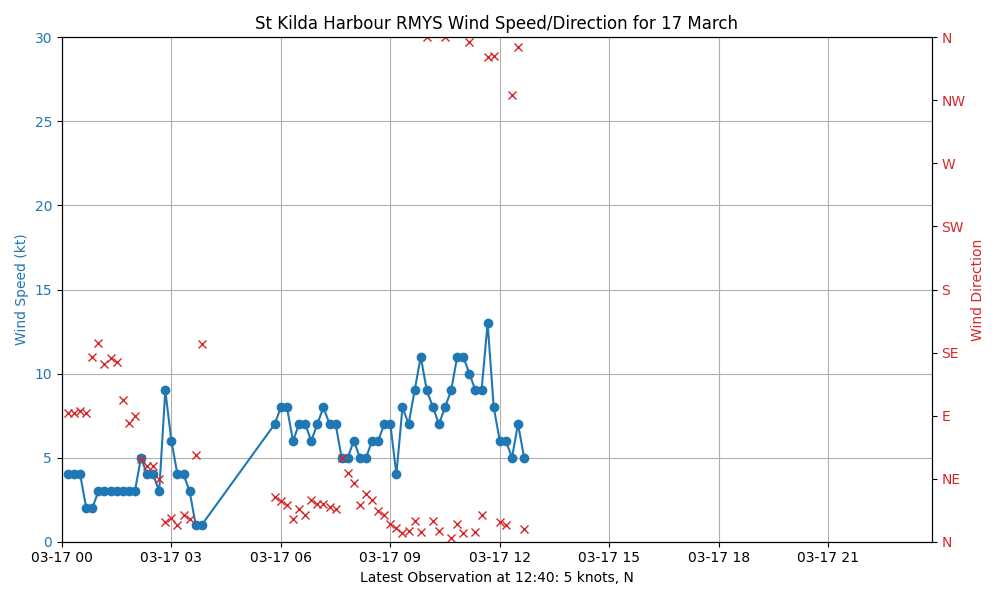 St Kilda Harbour RMYS Wind Speed/Direction for 17 March
30
25
20
15
10
5
0
Wind Speed (kt)
N
NW
W
SW
S
SE
E
NE
N
Wind Direction
03-17 00
03-17 03
03-17 06
03-17 09
03-17 12
03-17 15
03-17 18
03-17 21
Latest Observation at 12:40: 5 knots, N